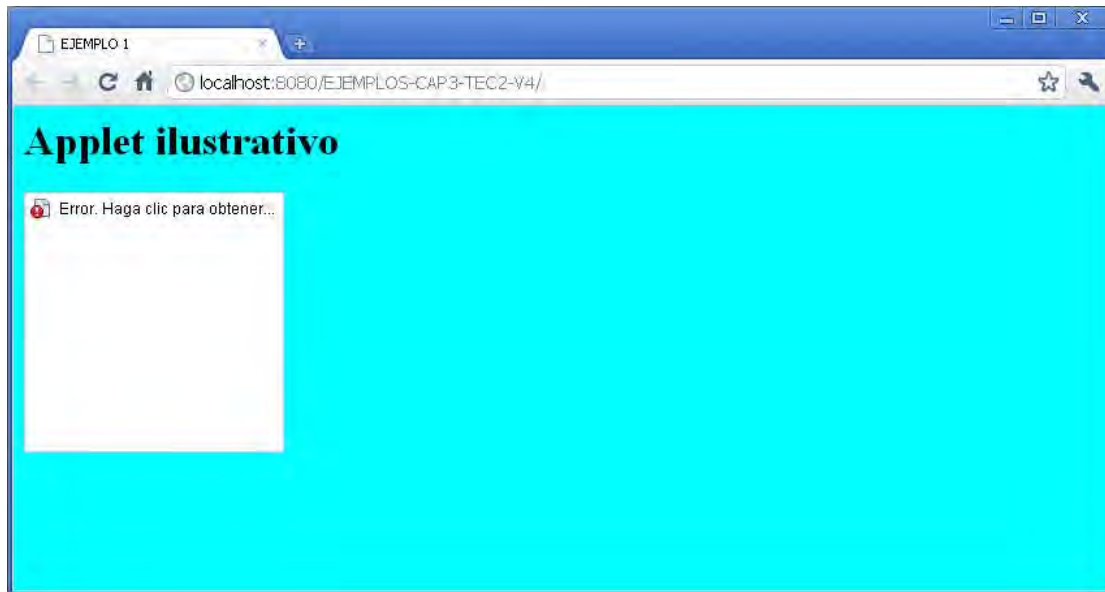 EJEMPLO 1
localhost:8080/EJEMPLOS-CAP3-TEC2-V4/
Applet ilustrativo
Error. Haga clic para obtener...